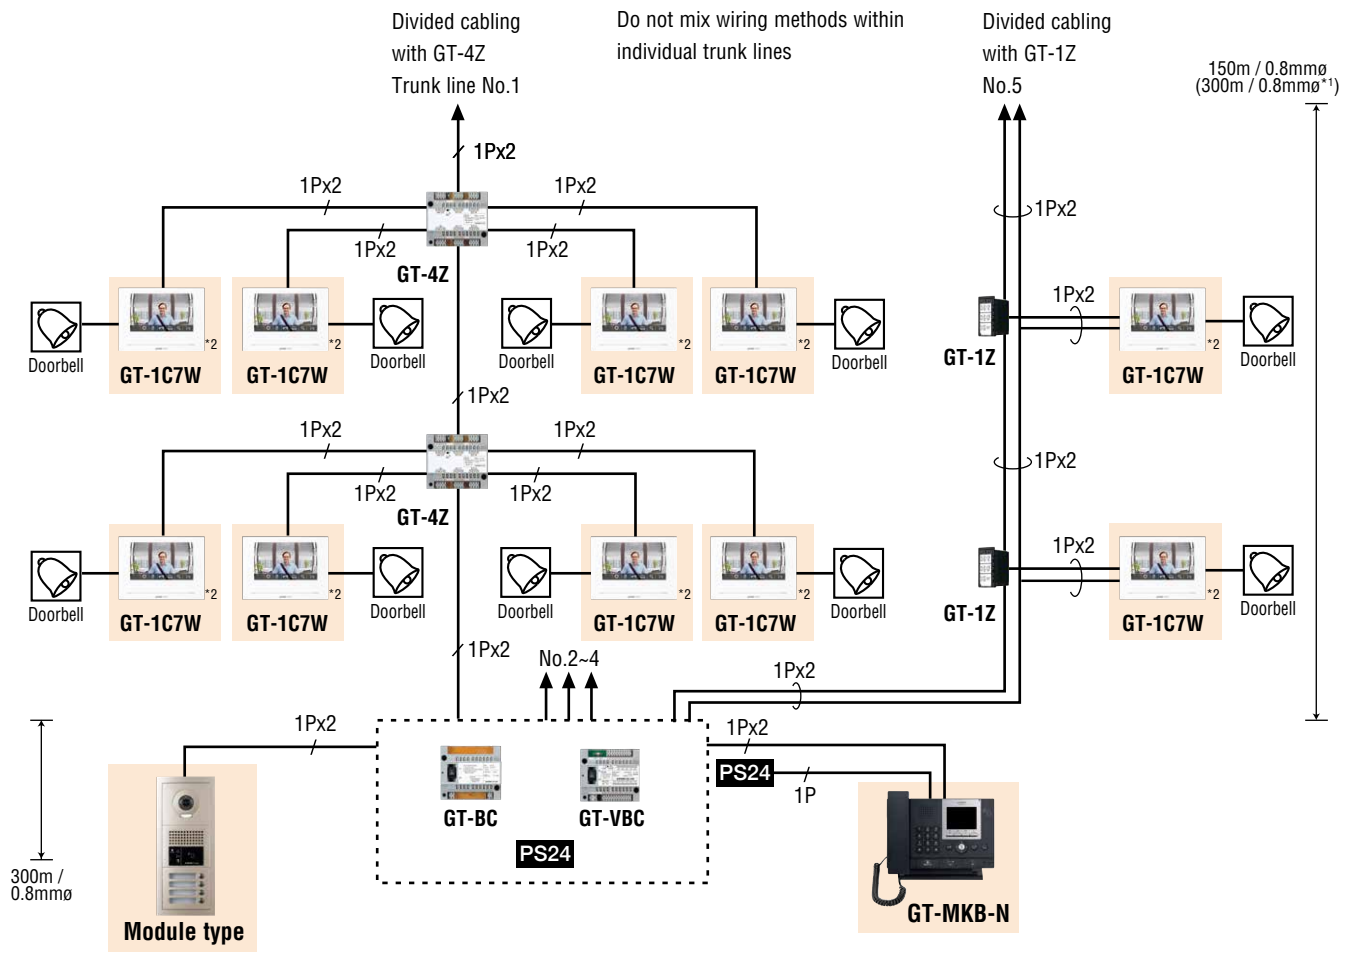 Divided cabling
with GT-4Z
Trunk line No.1
Do not mix wiring methods within
individual trunk lines
Divided cabling
with GT-1Z
No.5
150m / 0.8mmø
(300m / 0.8mmø*1)
1Px2
1Px2
1Px2
1Px2
1Px2
1Px2
GT-4Z
1Px2
Doorbell
*2
GT-1C7W
*2
GT-1C7W
Doorbell
Doorbell
*2
GT-1C7W
*2
GT-1C7W
Doorbell
GT-1Z
*2
GT-1C7W
Doorbell
1Px2
1Px2
1Px2
1Px2
1Px2
1Px2
GT-4Z
1Px2
Doorbell
*2
GT-1C7W
*2
GT-1C7W
Doorbell
Doorbell
*2
GT-1C7W
*2
GT-1C7W
Doorbell
GT-1Z
*2
GT-1C7W
Doorbell
1Px2
No.2~4
1Px2
1Px2
1Px2
GT-BC
GT-VBC
PS24
PS24
1P
300m /
0.8mmø
Module type
GT-MKB-N